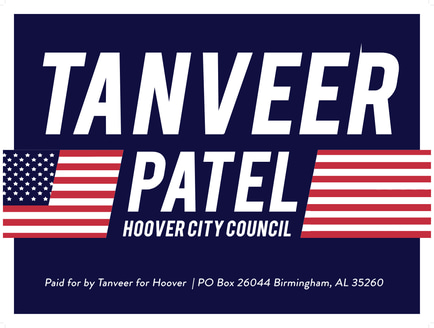 TANVEER
PATEL
HOOVER CITY COUNCIL
Paid for by Tanveer for Hoover | PO Box 26044 Birmingham, AL 35260